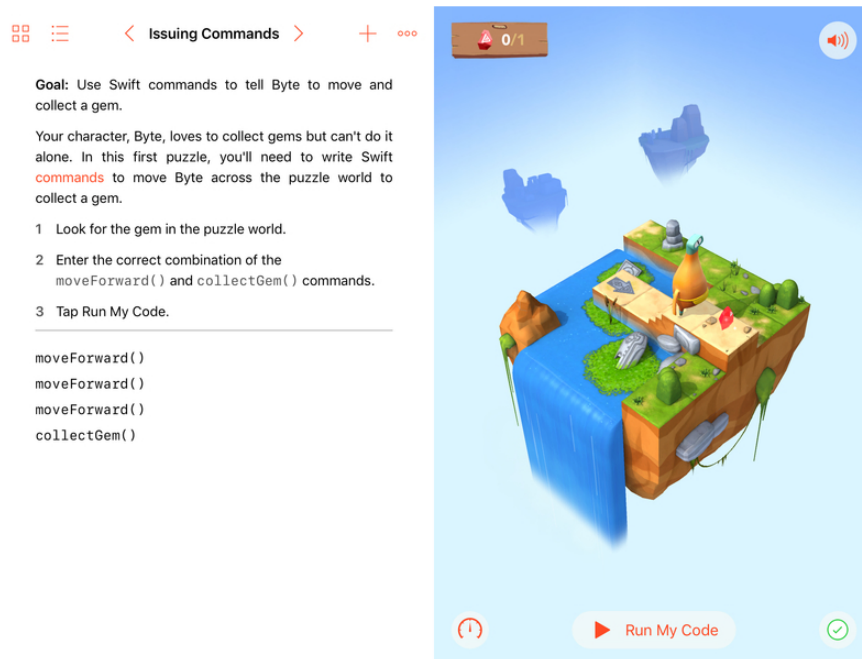 Issuing Commands
0/1
Goal: Use Swift commands to tell Byte to move and
collect a gem.
Your character, Byte, loves to collect gems but can't do it
alone. In this first puzzle, you'll need to write Swift
commands to move Byte across the puzzle world to
collect a gem.
1 Look for the gem in the puzzle world.
2 Enter the correct combination of the
moveForward() and collectGem() commands.
3 Tap Run My Code.
moveForward()
moveForward()
moveForward()
collectGem()
Run My Code